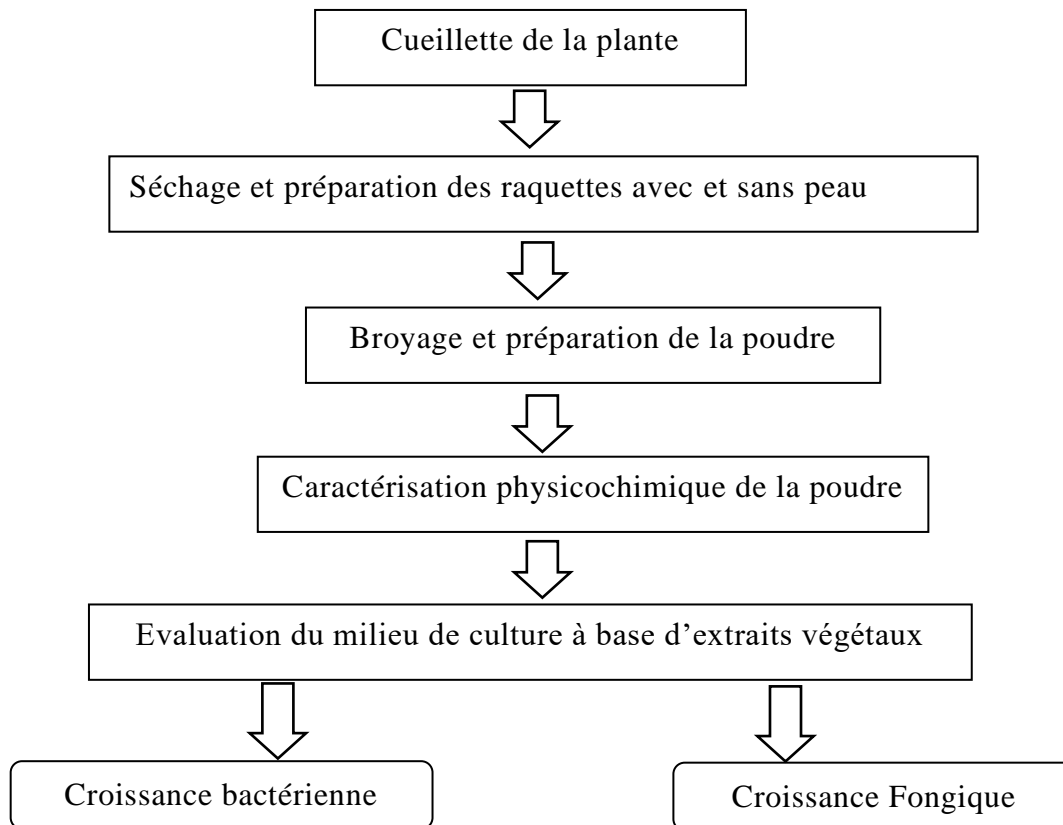 Cueillette de la plante
Séchage et préparation des raquettes avec et sans peau
Broyage et préparation de la poudre
Caractérisation physicochimique de la poudre
Evaluation du milieu de culture à base d’extraits végétaux
Croissance bactérienne
Croissance Fongique